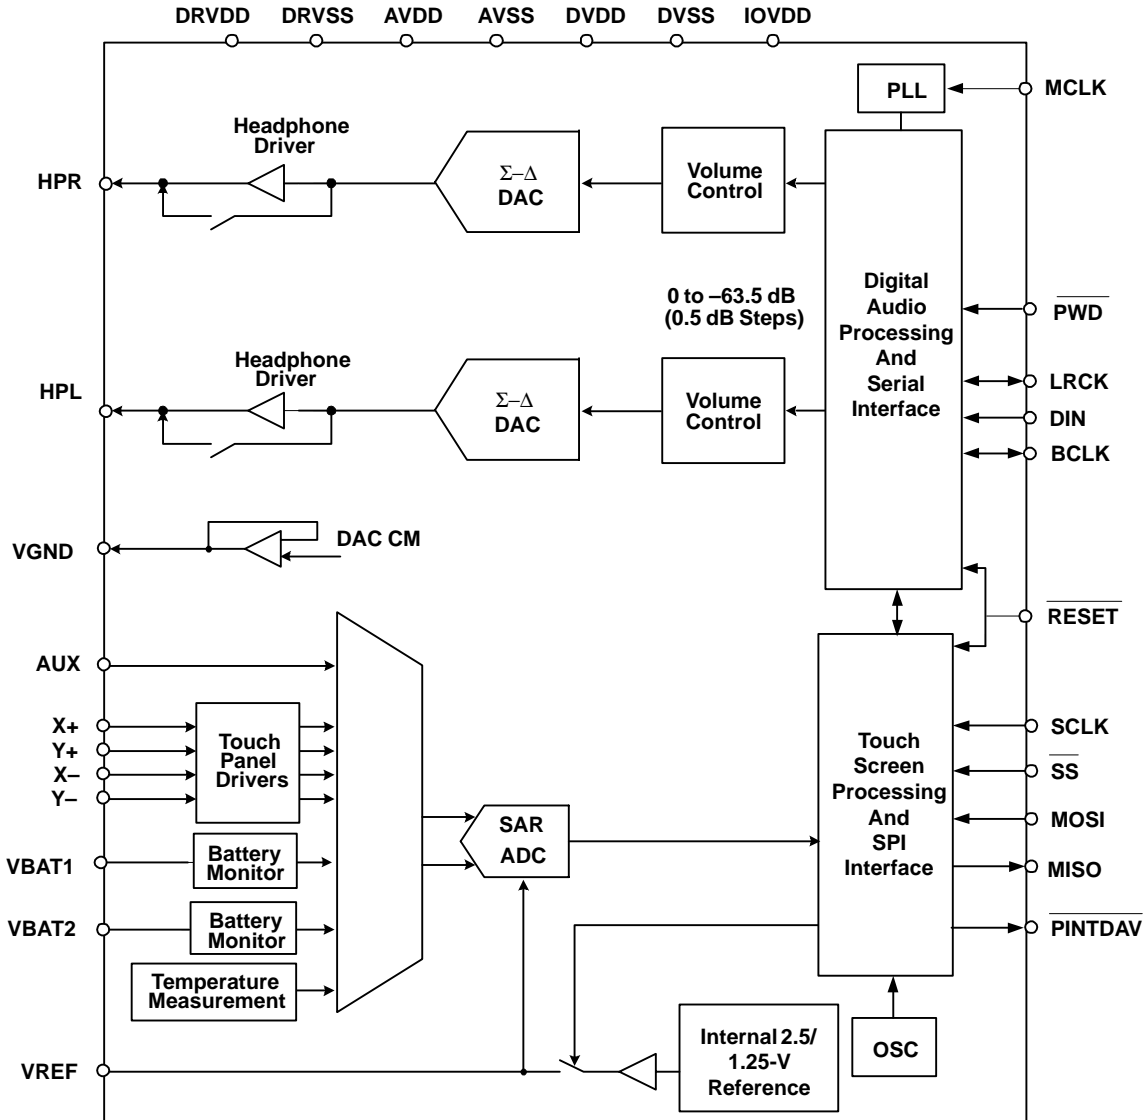 DRVDD DRVSS AVDD AVSS DVDD DVSS IOVDD
PLL
MCLK
Headphone
Driver
HPR
Σ–Δ
DAC
Volume
Control
Digital
Audio
Processing
And
Serial
Interface
0 to –63.5 dB
(0.5 dB Steps)
PWD
LRCK
DIN
BCLK
Headphone
Driver
HPL
Σ–Δ
DAC
Volume
Control
VGND
DAC CM
RESET
AUX
X+
Y+
X–
Y–
Touch
Panel
Drivers
VBAT1
Battery
Monitor
VBAT2
Battery
Monitor
Temperature
Measurement
SAR
ADC
Touch
Screen
Processing
And
SPI
Interface
SCLK
SS
MOSI
MISO
PINTDAV
VREF
Internal 2.5/
1.25-V
Reference
OSC